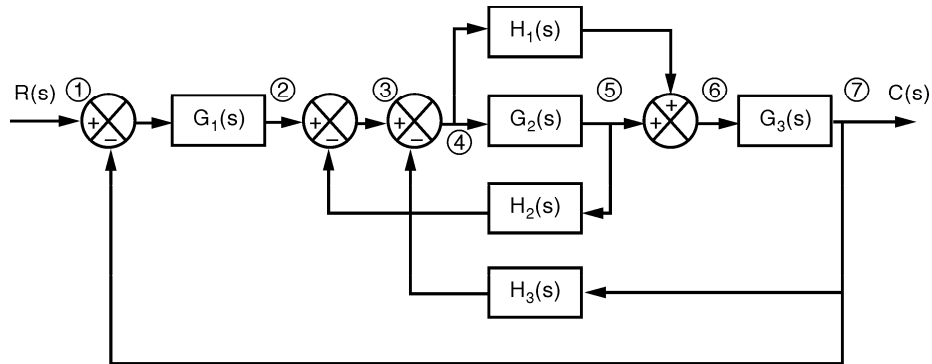 H₁(s)
R(s) ① ② ③ ⑤ ⑥ ⑦ C(s)
+ − G₁(s) + − + − G₂(s) + + G₃(s)
④
H₂(s)
H₃(s)